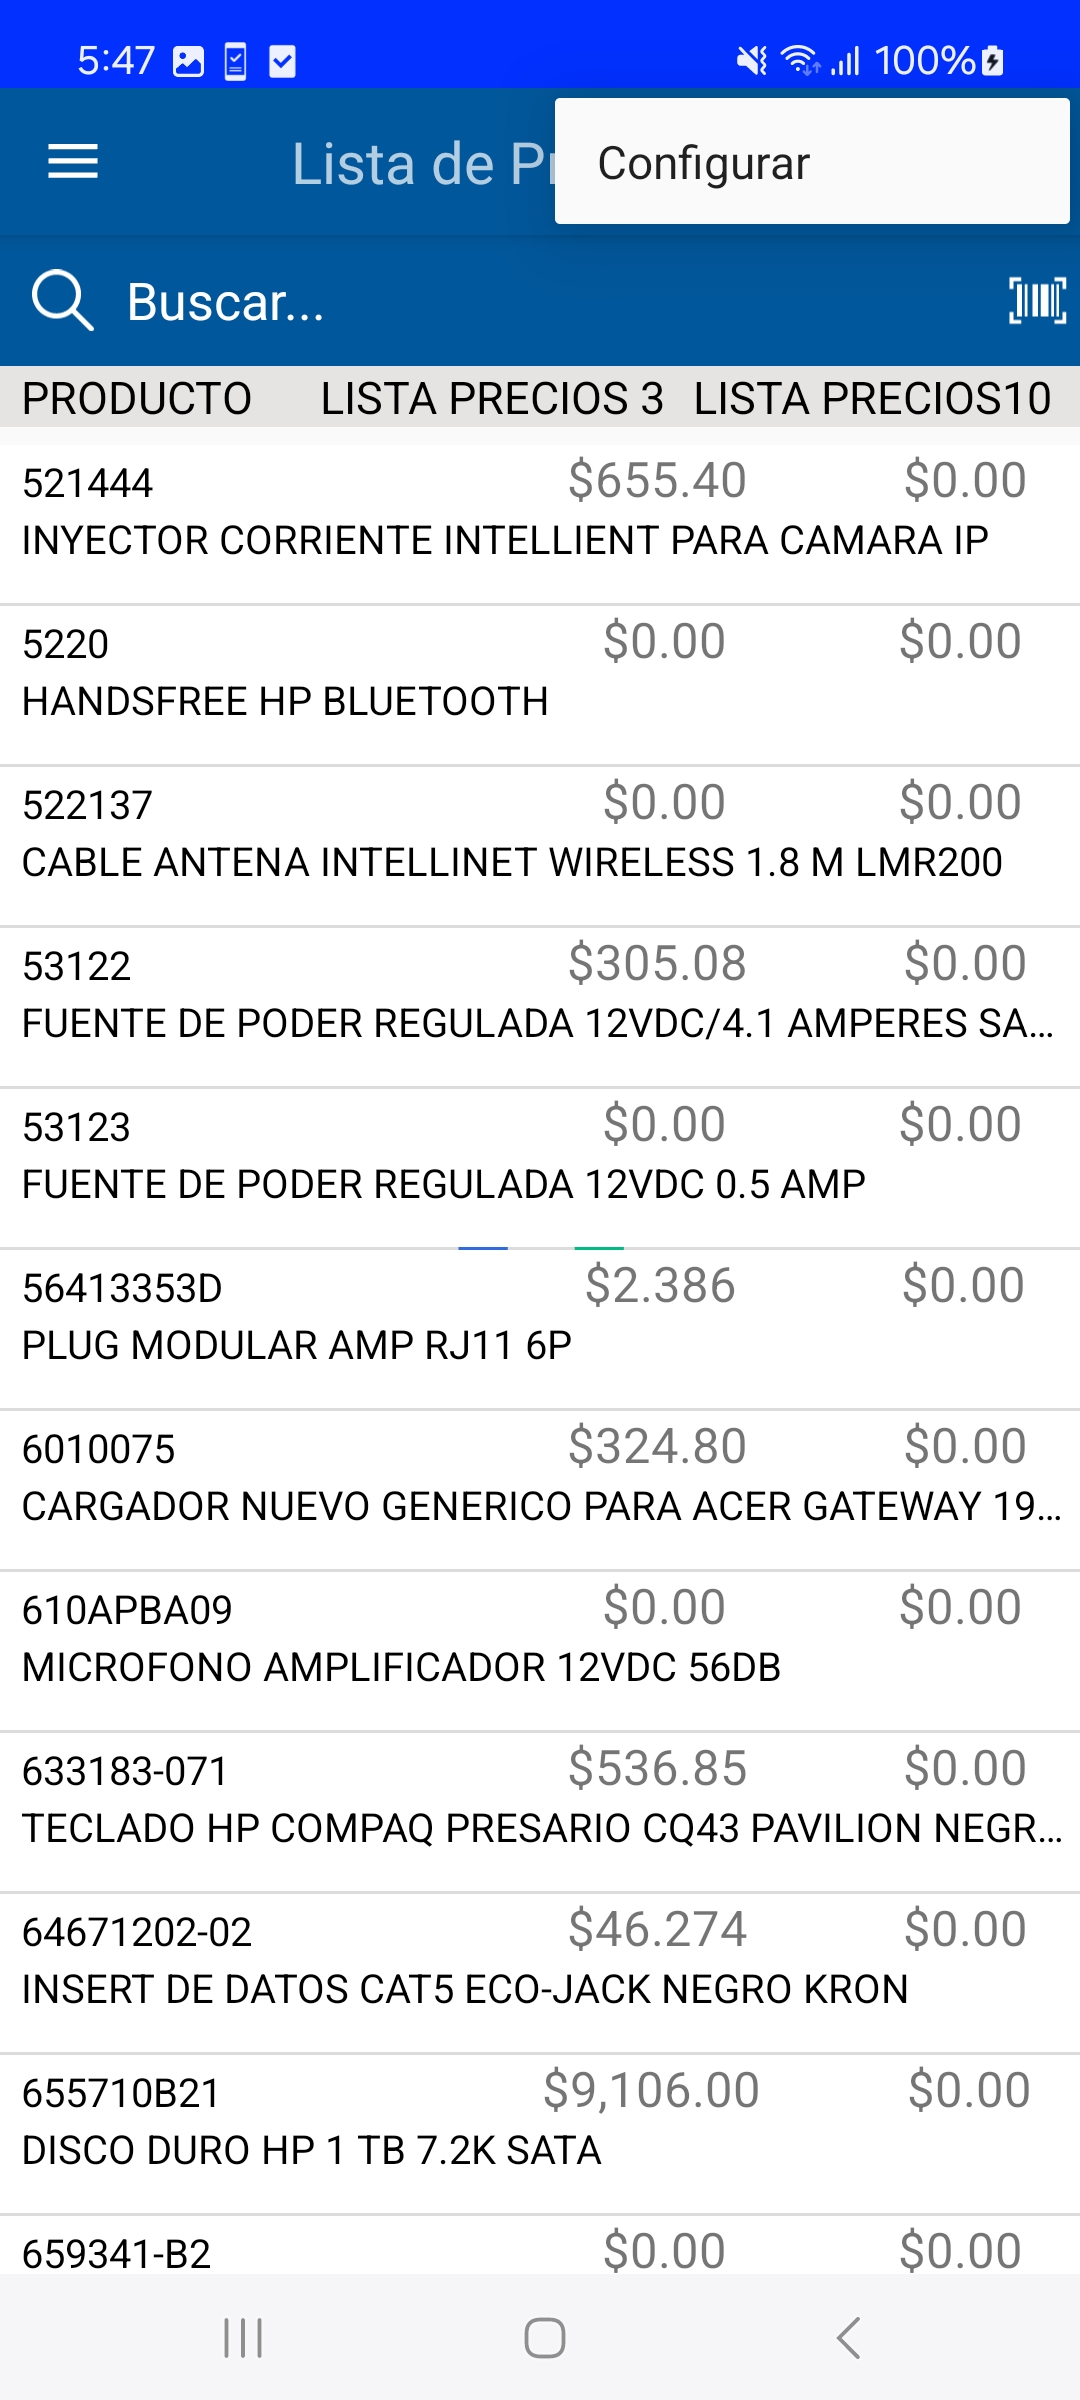 5:47
100%
Lista de Pr
Configurar
Buscar...
PRODUCTO LISTA PRECIOS 3 LISTA PRECIOS10
521444 $655.40 $0.00
INYECTOR CORRIENTE INTELLIENT PARA CAMARA IP
5220 $0.00 $0.00
HANDSFREE HP BLUETOOTH
522137 $0.00 $0.00
CABLE ANTENA INTELLINET WIRELESS 1.8 M LMR200
53122 $305.08 $0.00
FUENTE DE PODER REGULADA 12VDC/4.1 AMPERES SA...
53123 $0.00 $0.00
FUENTE DE PODER REGULADA 12VDC 0.5 AMP
56413353D $2.386 $0.00
PLUG MODULAR AMP RJ11 6P
6010075 $324.80 $0.00
CARGADOR NUEVO GENERICO PARA ACER GATEWAY 19...
610APBA09 $0.00 $0.00
MICROFONO AMPLIFICADOR 12VDC 56DB
633183-071 $536.85 $0.00
TECLADO HP COMPAQ PRESARIO CQ43 PAVILION NEGR...
64671202-02 $46.274 $0.00
INSERT DE DATOS CAT5 ECO-JACK NEGRO KRON
655710B21 $9,106.00 $0.00
DISCO DURO HP 1 TB 7.2K SATA
659341-B2 $0.00 $0.00